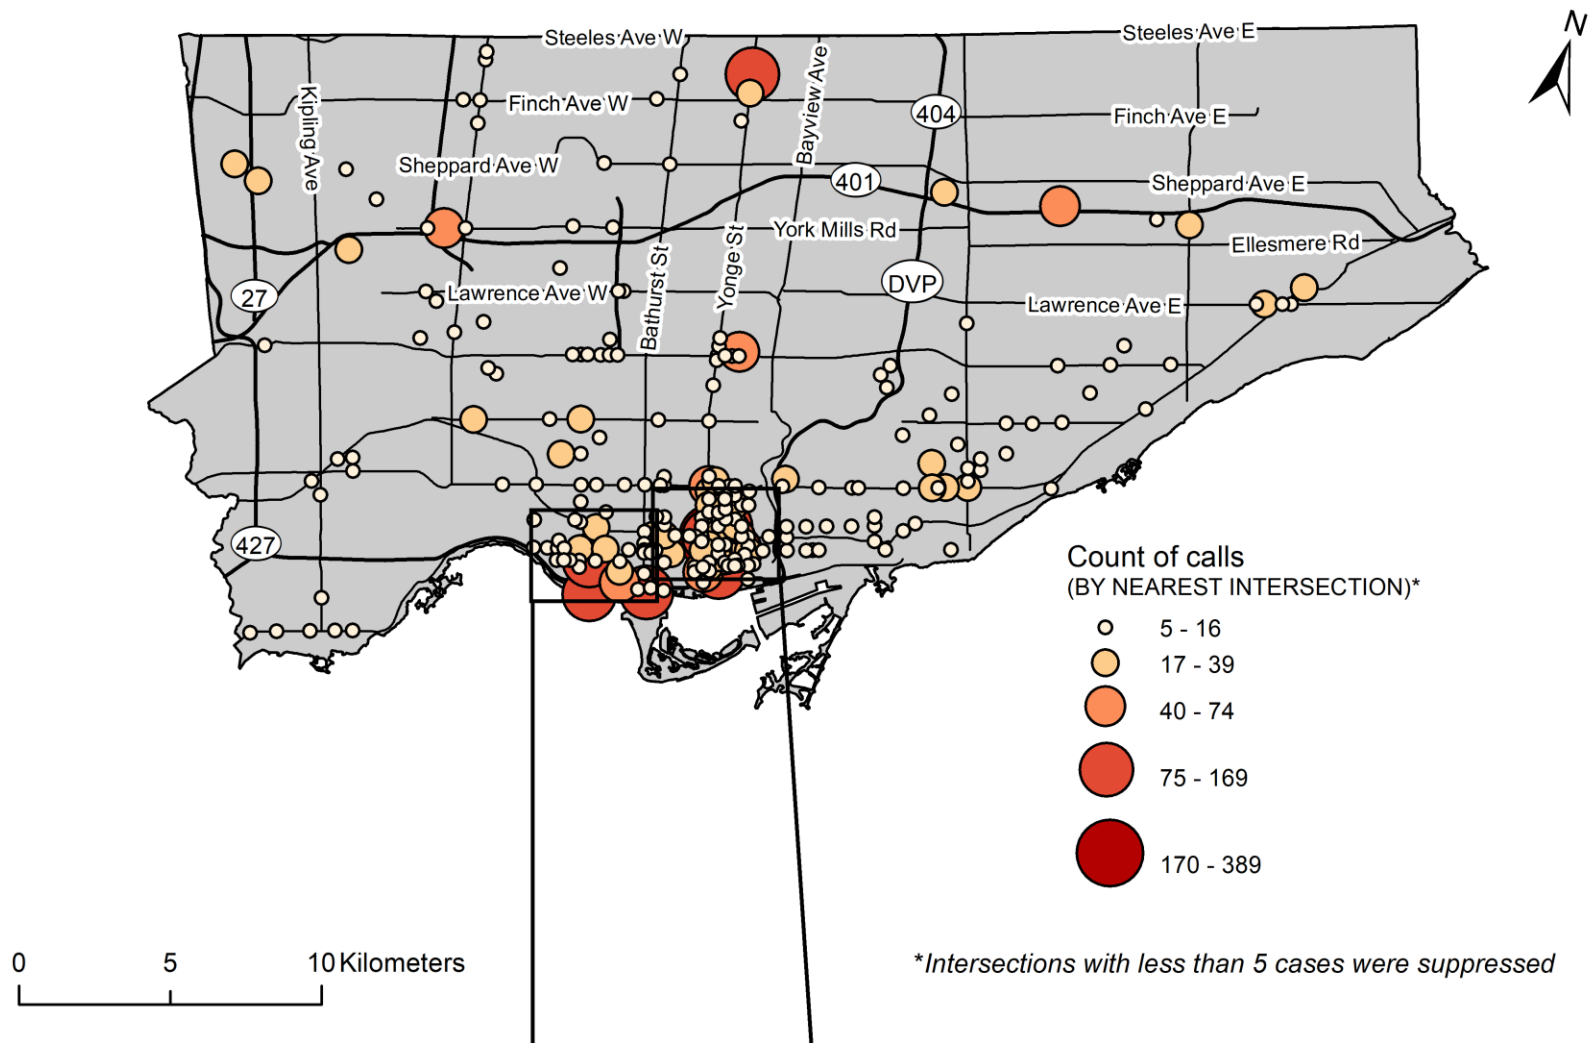 N
Steeles Ave W
Steeles Ave E
Kipling Ave
Finch Ave W
Bayview Ave
404
Finch Ave E
Sheppard Ave W
401
Sheppard Ave E
York Mills Rd
Ellesmere Rd
27
Lawrence Ave W
Bathurst St
Yonge St
DVP
Lawrence Ave E
427
Count of calls
(BY NEAREST INTERSECTION)*
5 - 16
17 - 39
40 - 74
75 - 169
170 - 389
0 5 10 Kilometers
*Intersections with less than 5 cases were suppressed